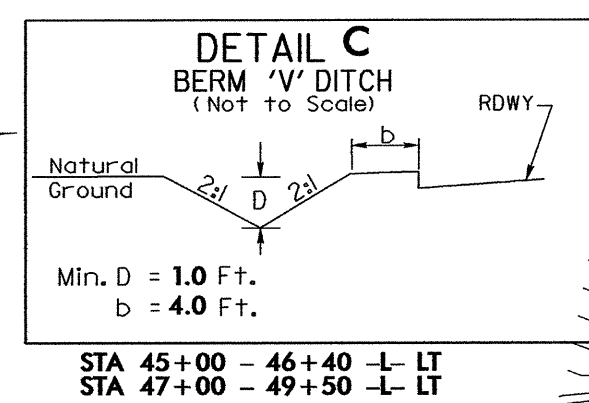 DETAIL C
BERM 'V' DITCH
(Not to Scale)
RDWY
b
Natural
Ground
2:1
D
2:1
Min. D = 1.0 Ft.
b = 4.0 Ft.
STA 45+00 - 46+40 -L- LT
STA 47+00 - 49+50 -L- LT